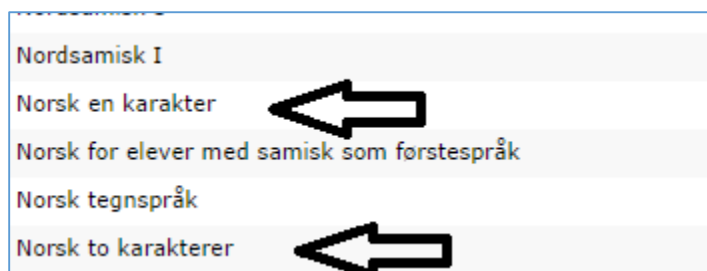 Nordsamisk I
Norsk en karakter
Norsk for elever med samisk som førstespråk
Norsk tegnspråk
Norsk to karakterer